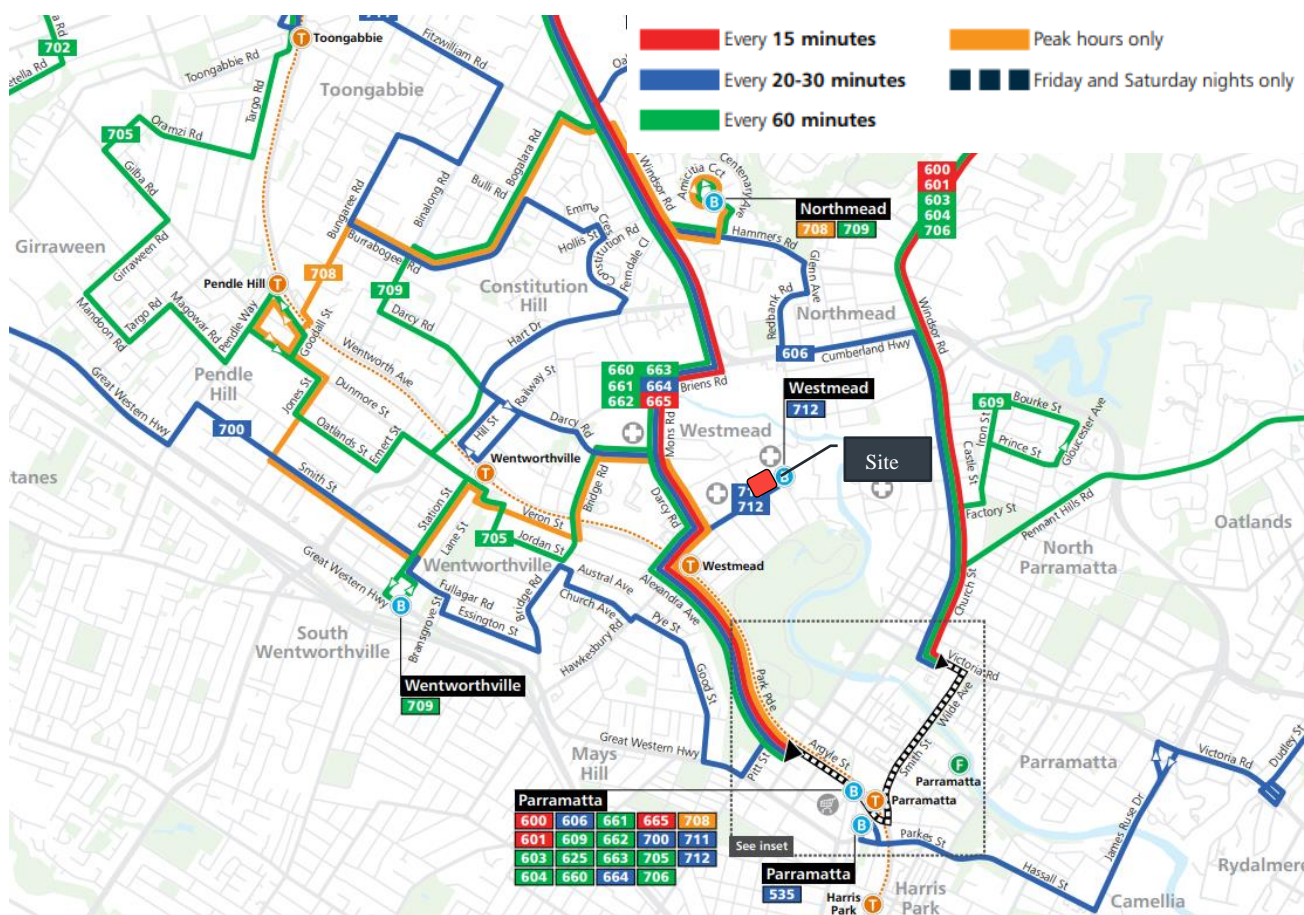 Every 15 minutes
Every 20-30 minutes
Every 60 minutes
Peak hours only
Friday and Saturday nights only
702
Toongabbie
Toongabbie Rd
Targo Rd
Fitzwilliam Rd
Toongabbie
705
Oramzi Rd
Gilba Rd
Girraween
Girraween Rd
Mandoon Rd
Targo Rd
Magowar Rd
Pendle Way
Pendle Hill
708
Goodall St
Bungaree Rd
Binalong Rd
Burrabogee Rd
Bulli Rd
Bogalara Rd
709
Darcy Rd
Emma Cres
Hollis St
Constitution Rd
Ferndale Cl
Constitution
Hill
Hart Dr
Windsor Rd
Amicitia Cct
Centenary Ave
Northmead
708 709
Hammers Rd
Glenn Ave
Redbank Rd
Northmead
606
Cumberland Hwy
600
601
603
604
706
Windsor Rd
660 663
661 664
662 665
Briens Rd
Mons Rd
Westmead
Westmead
712
Site
712
Pendle
Hill
Great Western Hwy
700
Jones St
Dunmore St
Wentworth Ave
Oatlands St
Emert St
Railway St
Hill St
Darcy Rd
Wentworthville
Bridge Rd
Darcy Rd
Smith St
Station St
Lane St
Veron St
Jordan St
705
Wentworthville
Westmead
Alexandra Ave
609
Bourke St
Iron St
Prince St
Castle St
Gloucester Ave
Factory St
Pennant Hills Rd
Oatlands
North
Parramatta
Church St
Great Western Hwy
Bransgrove St
Fullagar Rd
Essington St
Bridge Rd
Austral Ave
Church Ave
Hawkesbury Rd
Pye St
Good St
South
Wentworthville
Wentworthville
709
Great Western Hwy
Mays
Hill
Pitt St
Park Pde
Argyle St
Victoria Rd
Wilde Ave
Smith St
Parramatta
Parramatta
Parramatta
Victoria Rd
Dudley St
James Ruse Dr
Parramatta
600 606 661 665 708
601 609 662 700 711
603 625 663 705 712
604 660 664 706
See inset
Parkes St
Hassall St
Parramatta
535
Harris
Park
Harris
Park
Camellia